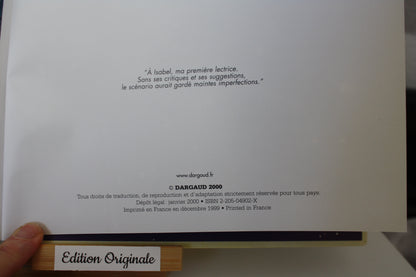 "À Isabel, ma première lectrice.
Sans ses critiques et ses suggestions,
le scénario aurait gardé maintes imperfections."
www.dargaud.fr
© DARGAUD 2000
Tous droits de traduction, de reproduction et d'adaptation strictement réservés pour tous pays.
Dépôt légal : janvier 2000 • ISBN 2-205-04902-X
Imprimé en France en décembre 1999 • Printed in France
Edition Originale